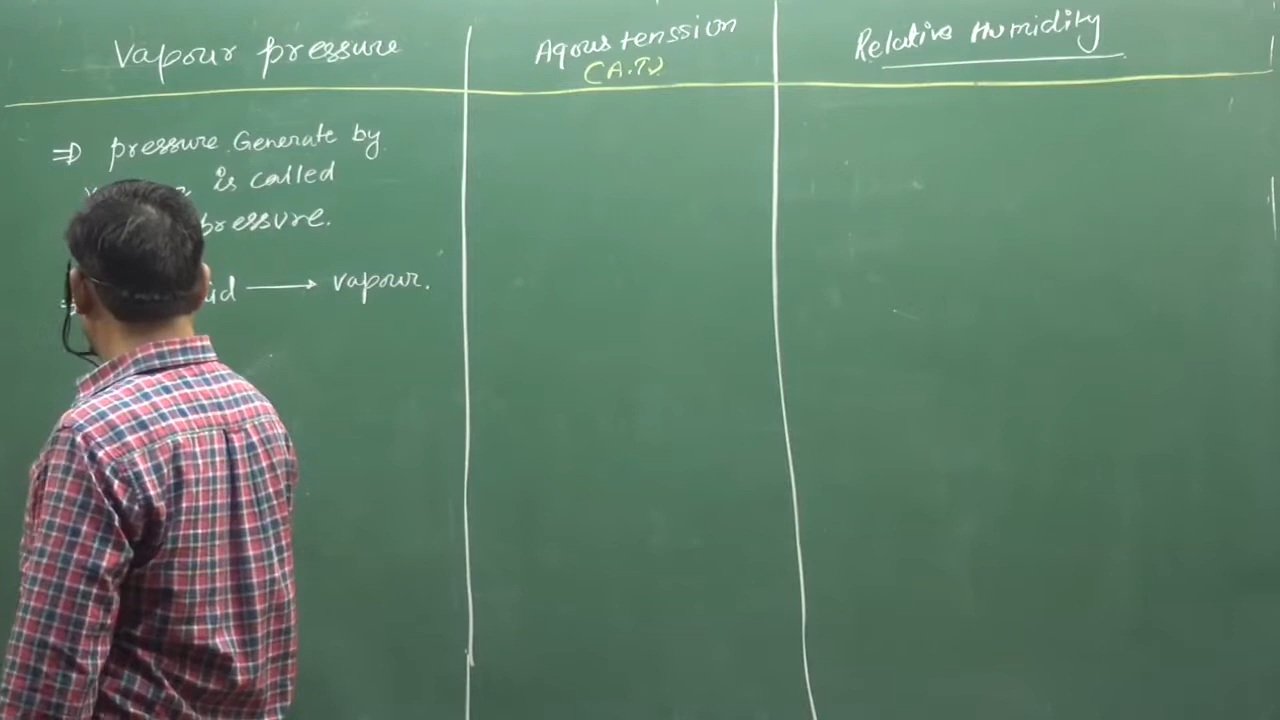 Vapour pressure
Aqous tenssion
(A.T)
Relative Humidity
⇒ pressure Generate by
is called
pressure.
⇒ → vapour.